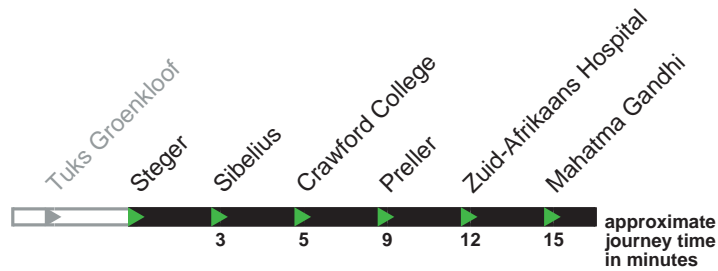 Tuks Groenkloof
Steger
Sibelius
Crawford College
Preller
Zuid-Afrikaans Hospital
Mahatma Gandhi
3 5 9 12 15
approximate
journey time
in minutes